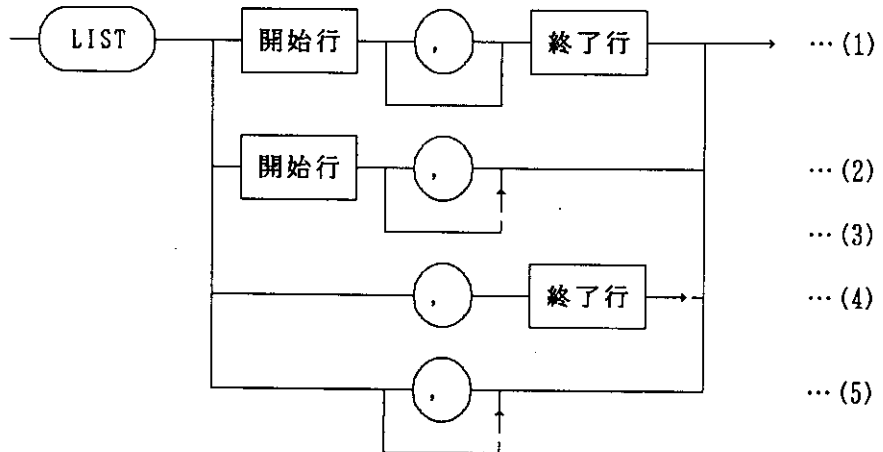 LIST 開始行 , 終了行 …(1)
開始行 , …(2)
…(3)
, 終了行 …(4)
, …(5)